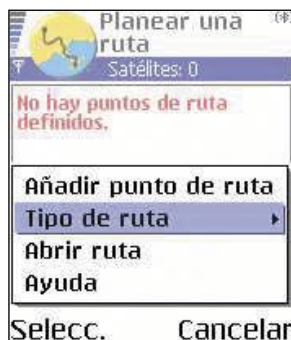 Planear una
ruta
Satélites: 0
No hay puntos de ruta
definidos.
Añadir punto de ruta
Tipo de ruta
Abrir ruta
Ayuda
Selecc. Cancelar